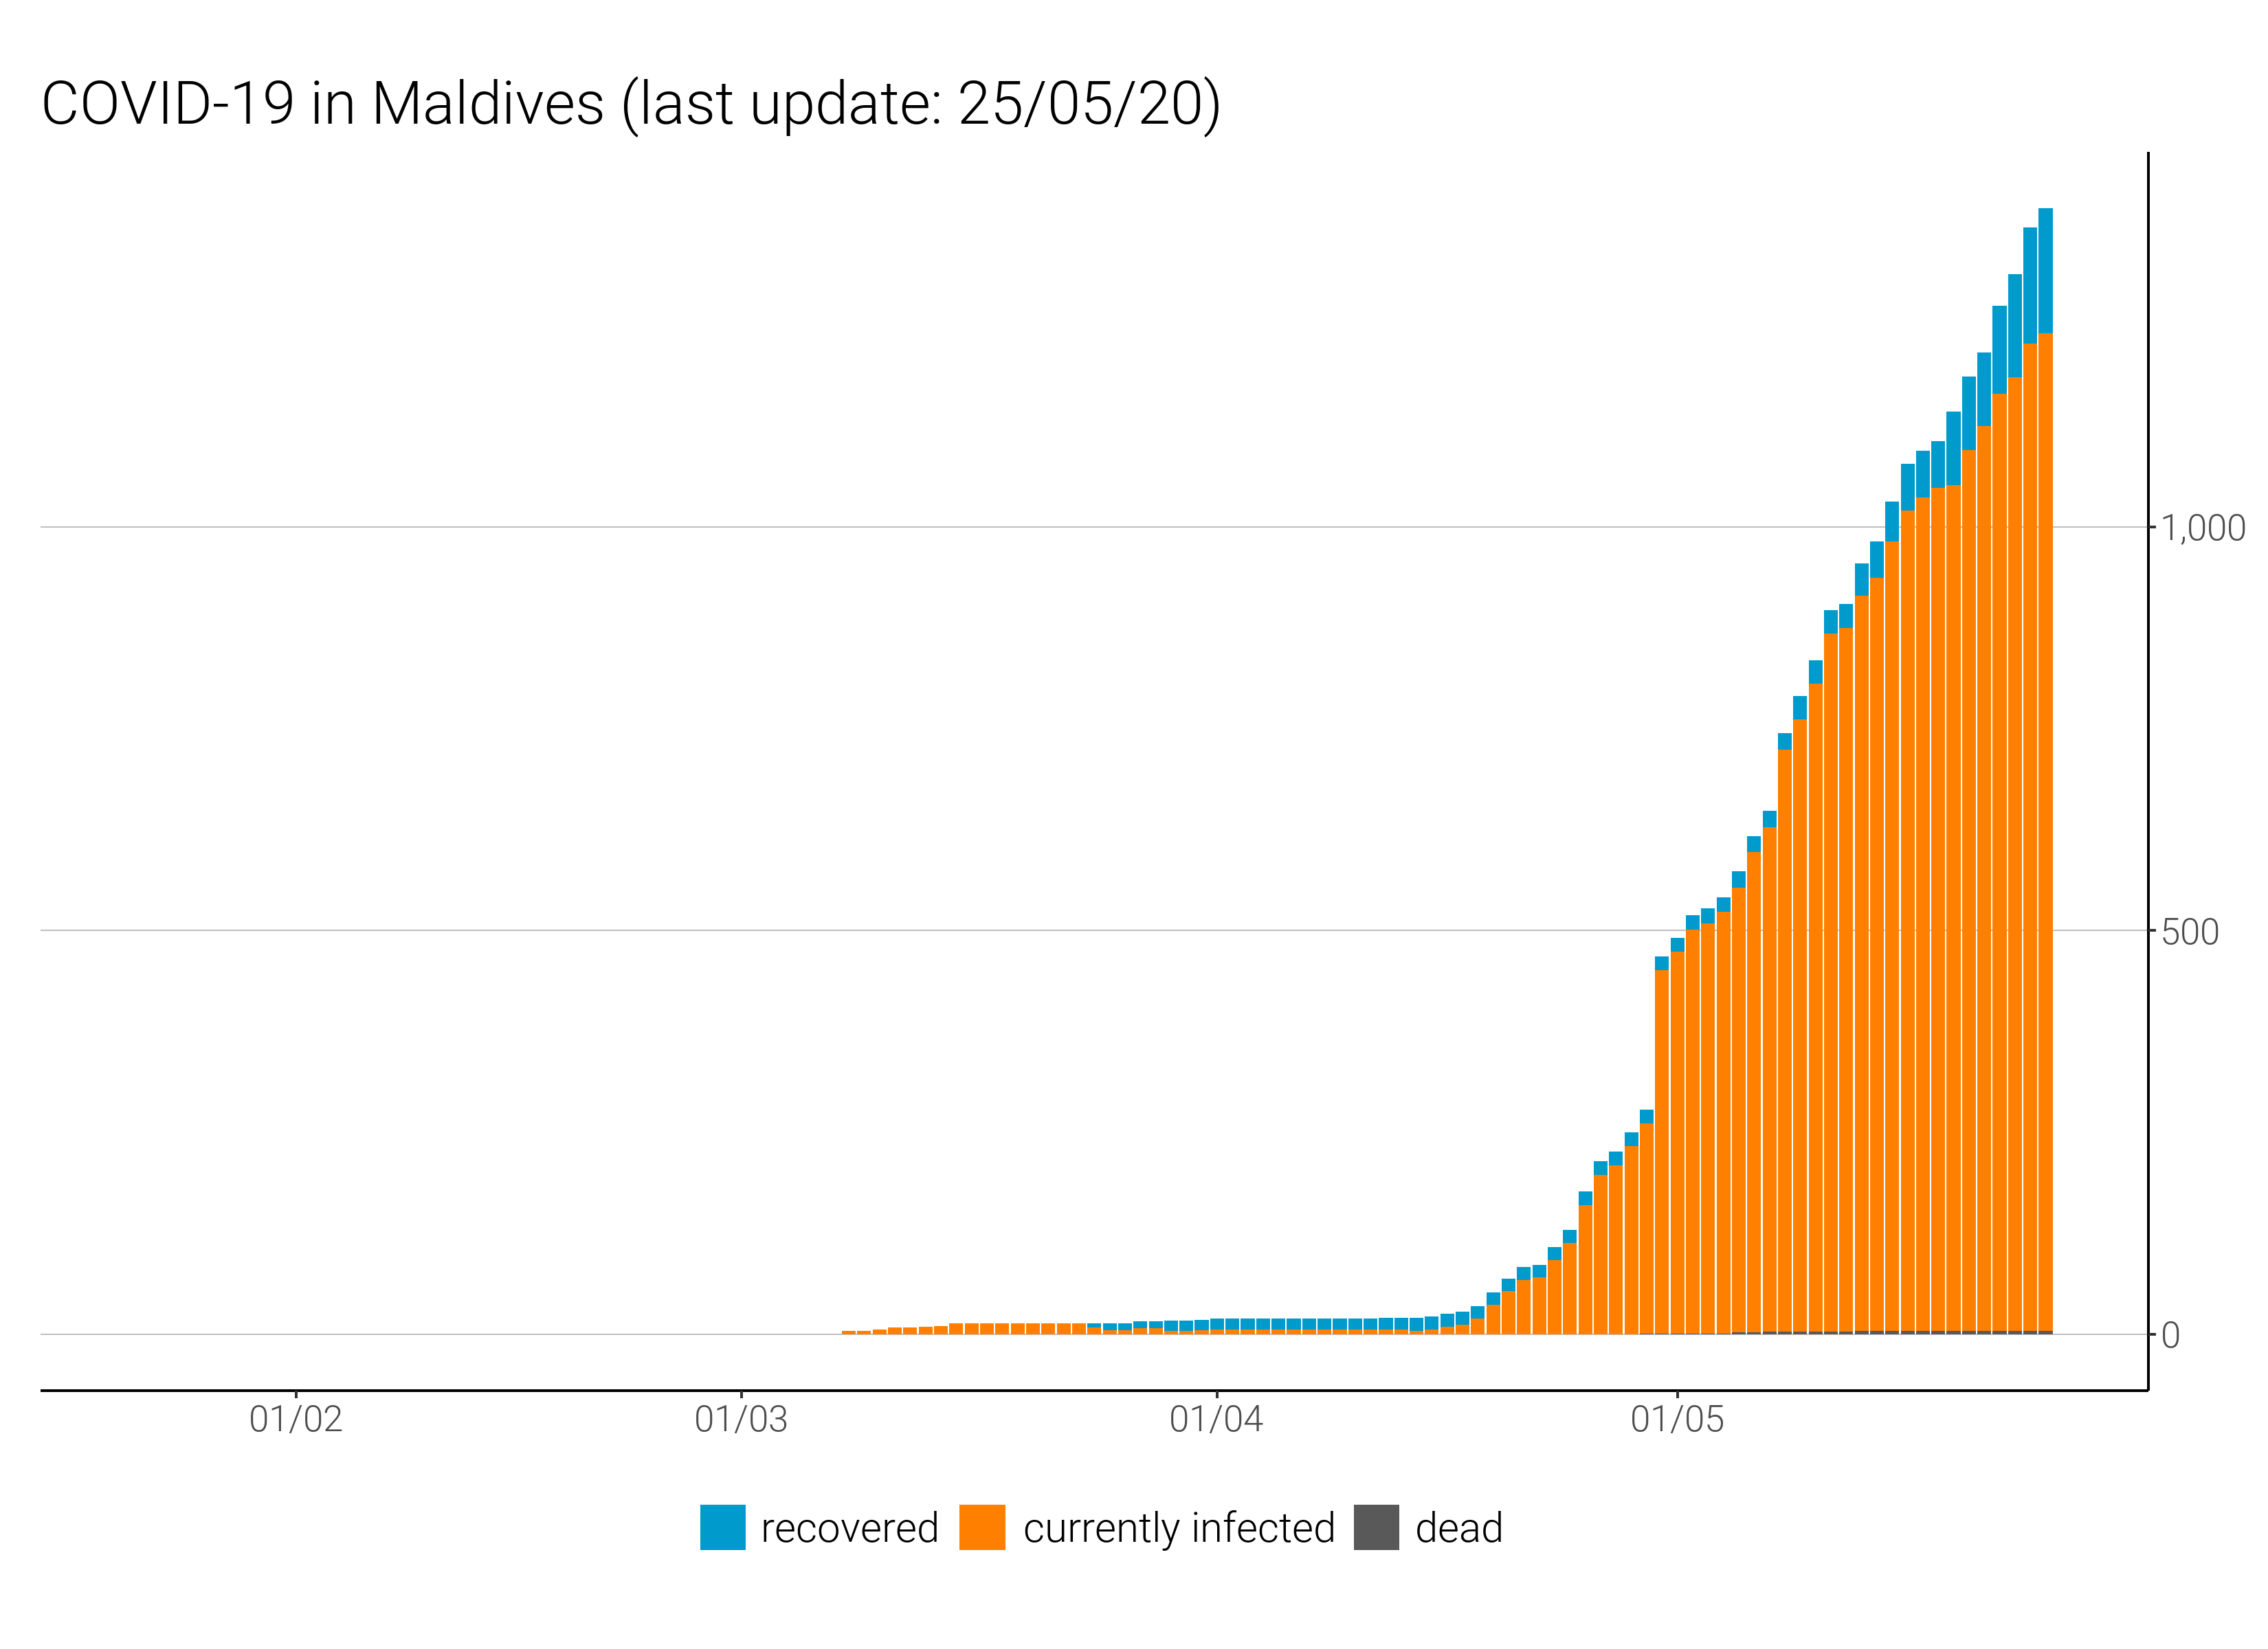 COVID-19 in Maldives (last update: 25/05/20)
1,000
500
0
01/02 01/03 01/04 01/05
recovered currently infected dead